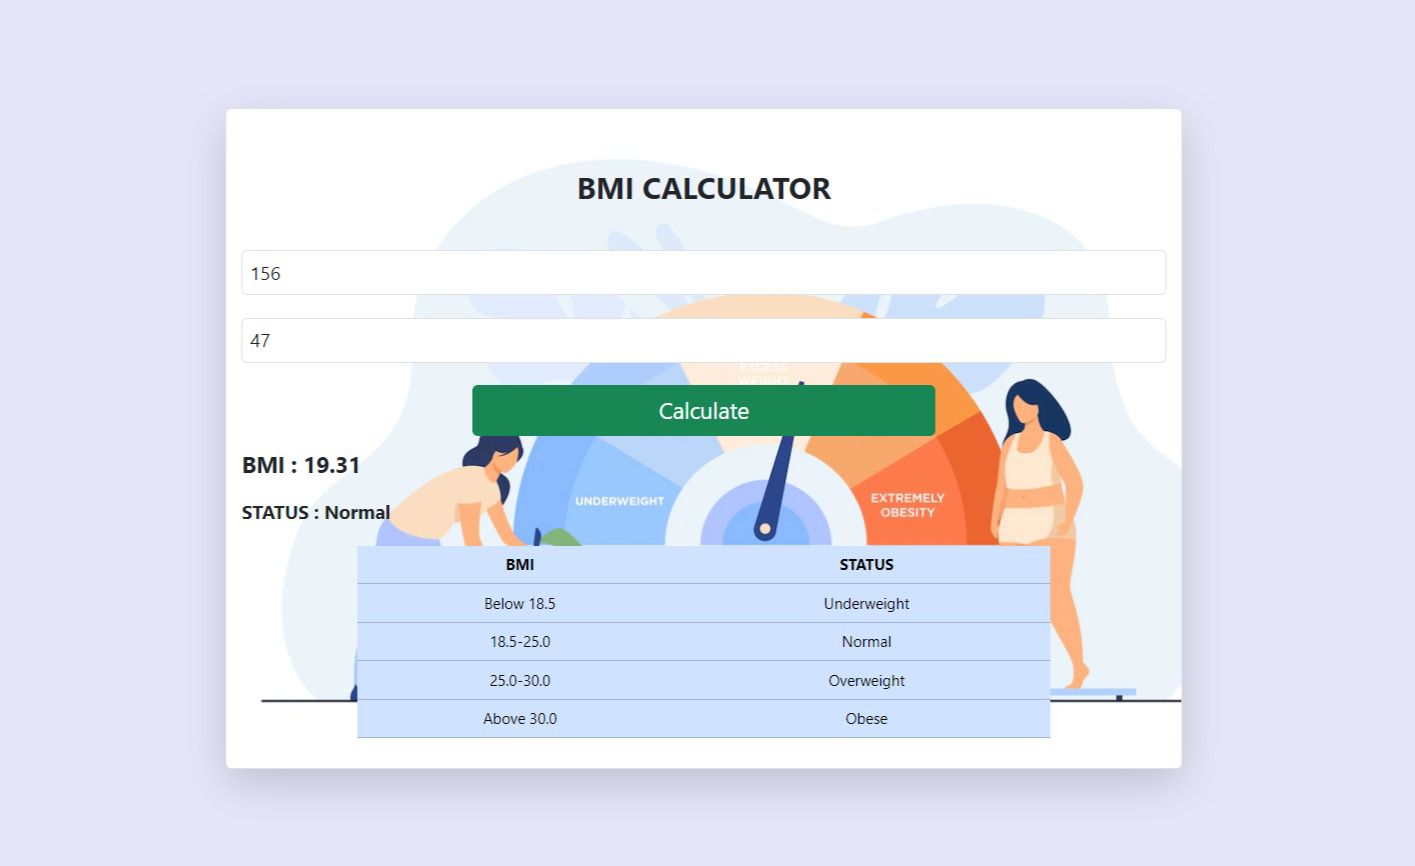 BMI CALCULATOR
156
47
EXCESS
WEIGHT
Calculate
BMI : 19.31
STATUS : Normal
UNDERWEIGHT
EXTREMELY
OBESITY
BMI STATUS
Below 18.5 Underweight
18.5-25.0 Normal
25.0-30.0 Overweight
Above 30.0 Obese